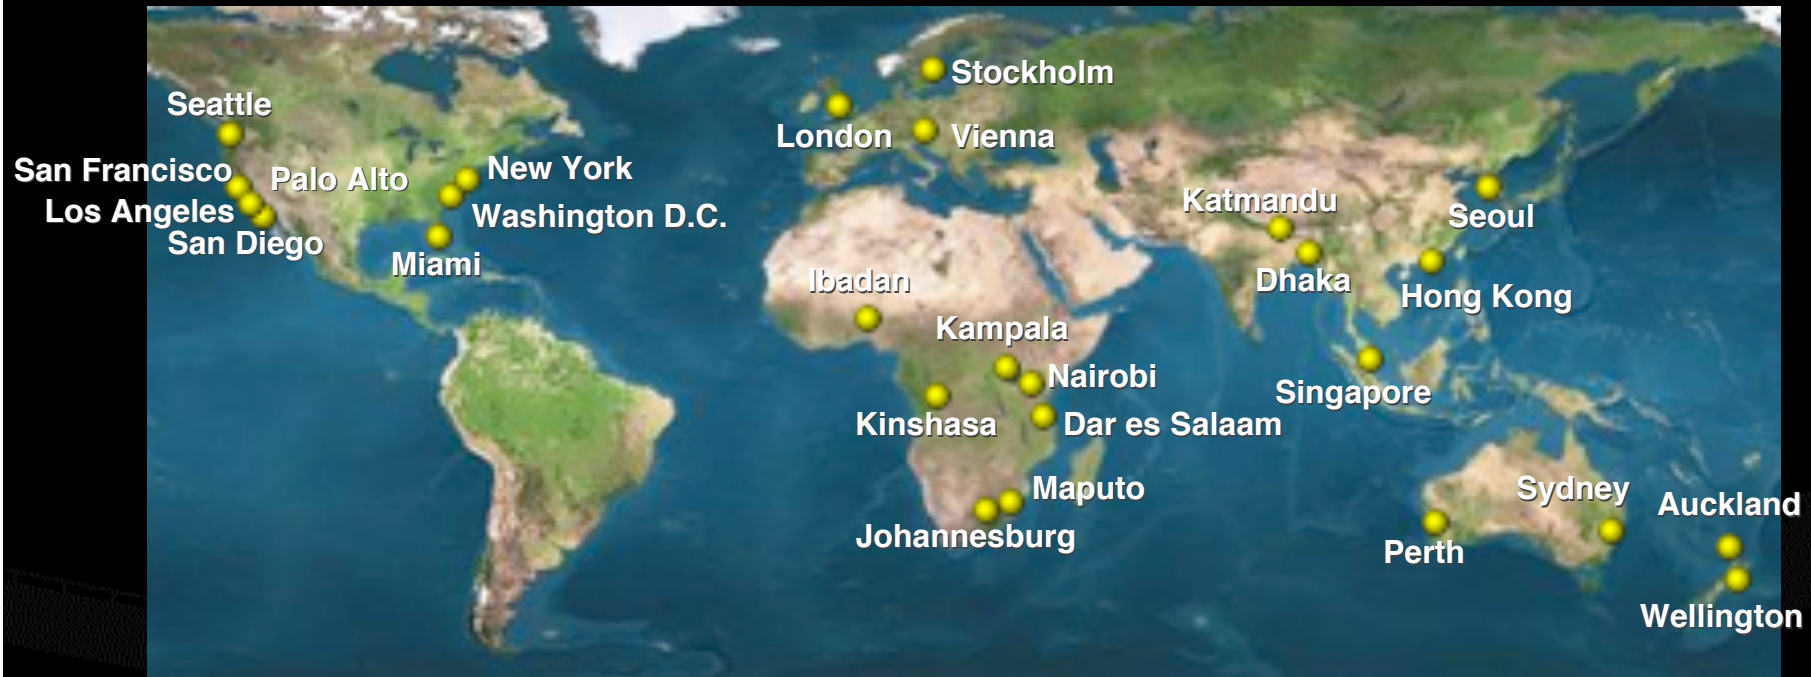 Stockholm
Seattle
London
Vienna
San Francisco
Palo Alto
New York
Los Angeles
Washington D.C.
San Diego
Miami
Katmandu
Seoul
Ibadan
Dhaka
Hong Kong
Kampala
Nairobi
Singapore
Kinshasa
Dar es Salaam
Maputo
Sydney
Auckland
Johannesburg
Perth
Wellington